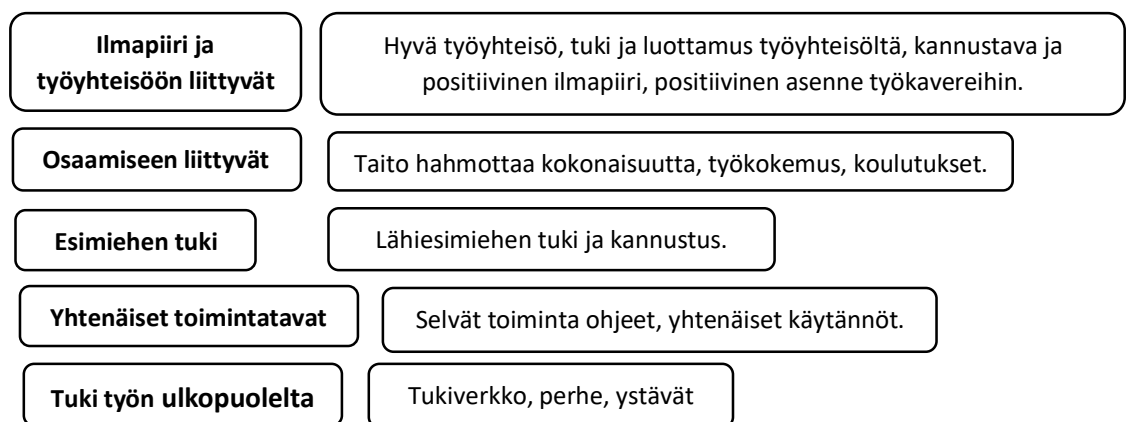 Ilmapiiri ja
työyhteisöön liittyvät
Hyvä työyhteisö, tuki ja luottamus työyhteisöltä, kannustava ja
positiivinen ilmapiiri, positiivinen asenne työkavereihin.
Osaamiseen liittyvät
Taito hahmottaa kokonaisuutta, työkokemus, koulutukset.
Esimiehen tuki
Lähiesimiehen tuki ja kannustus.
Yhtenäiset toimintatavat
Selvät toiminta ohjeet, yhtenäiset käytännöt.
Tuki työn ulkopuolelta
Tukiverkko, perhe, ystävät